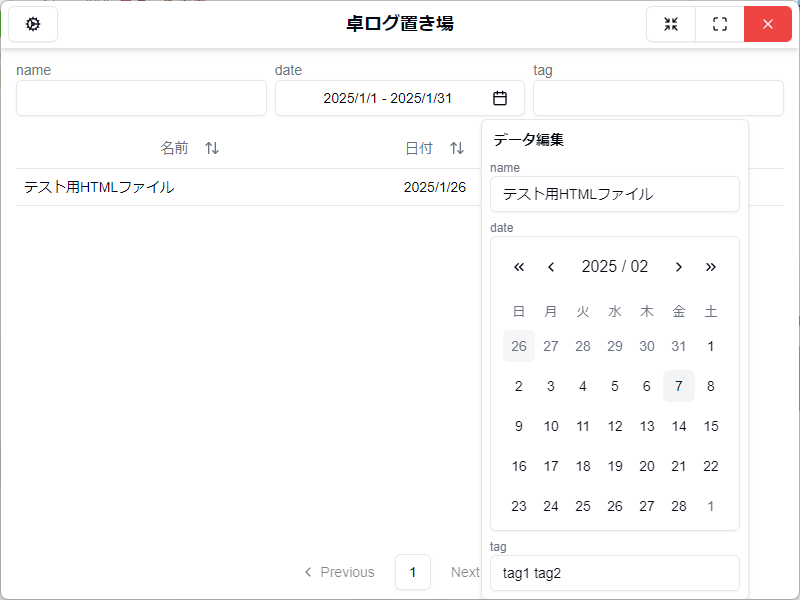 卓ログ置き場
name date tag
2025/1/1 - 2025/1/31
名前 日付
テスト用HTMLファイル 2025/1/26
データ編集
name
テスト用HTMLファイル
date
2025 / 02
日 月 火 水 木 金 土
26 27 28 29 30 31 1
2 3 4 5 6 7 8
9 10 11 12 13 14 15
16 17 18 19 20 21 22
23 24 25 26 27 28 1
tag
tag1 tag2
Previous 1 Next